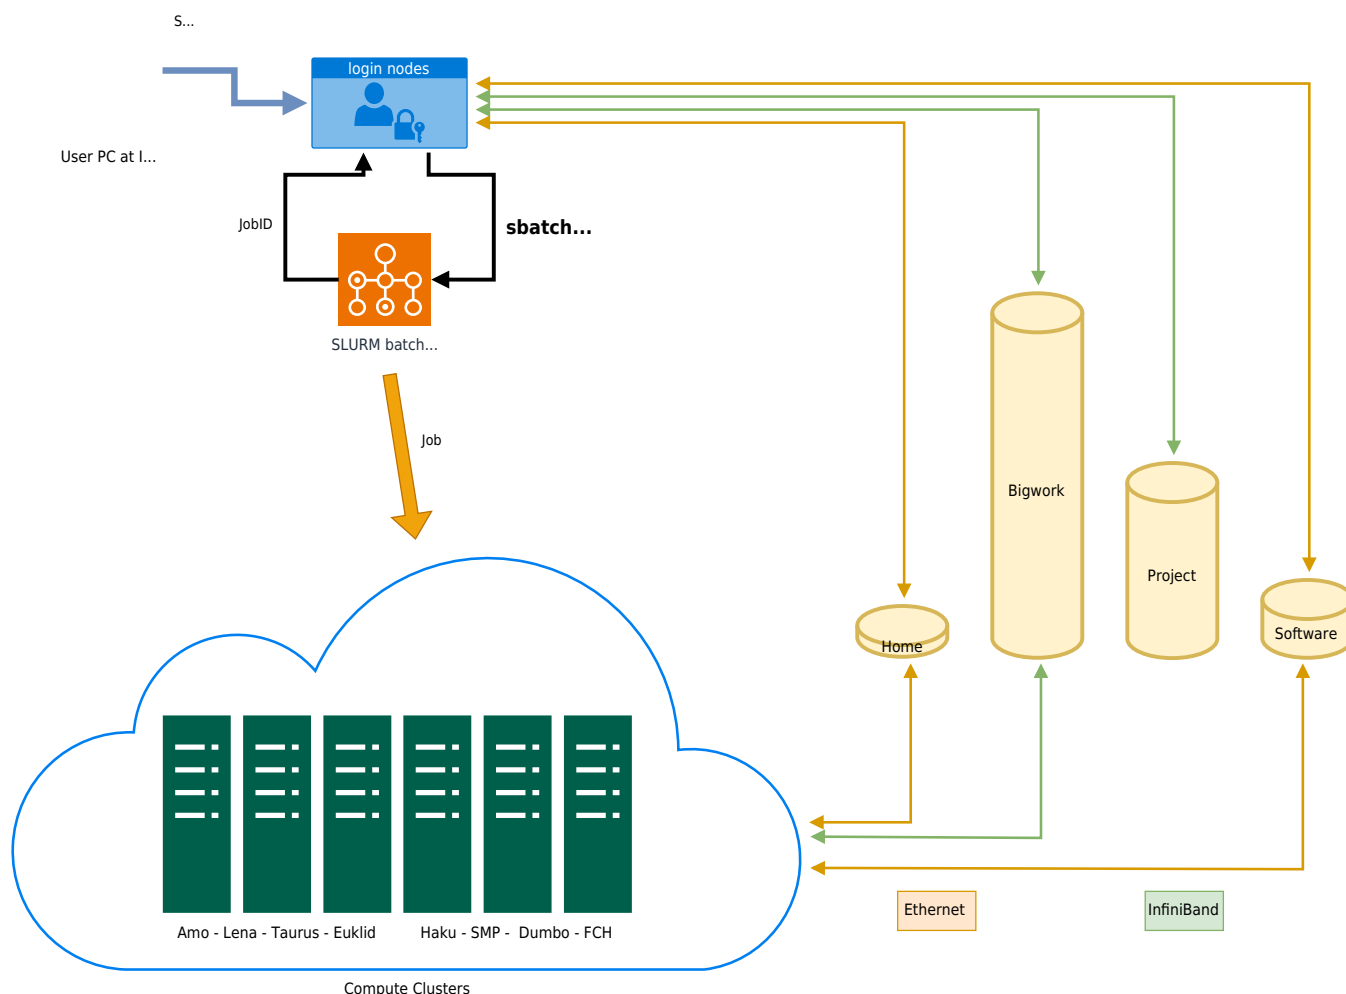 S...
login nodes
User PC at I...
JobID
sbatch...
SLURM batch...
Job
Bigwork
Project
Software
Home
Ethernet
InfiniBand
Amo - Lena - Taurus - Euklid
Haku - SMP -  Dumbo - FCH
Compute Clusters